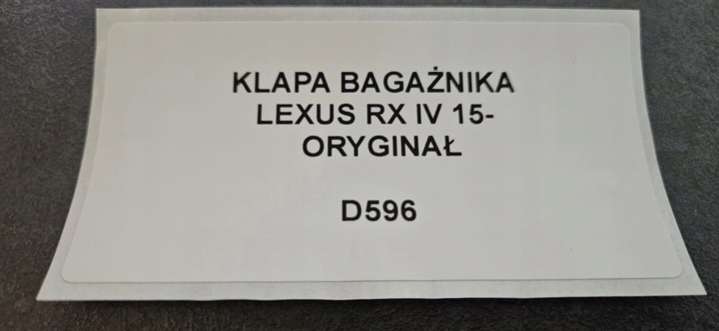 KLAPA BAGAŻNIKA
LEXUS RX IV 15-
ORYGINAŁ
D596